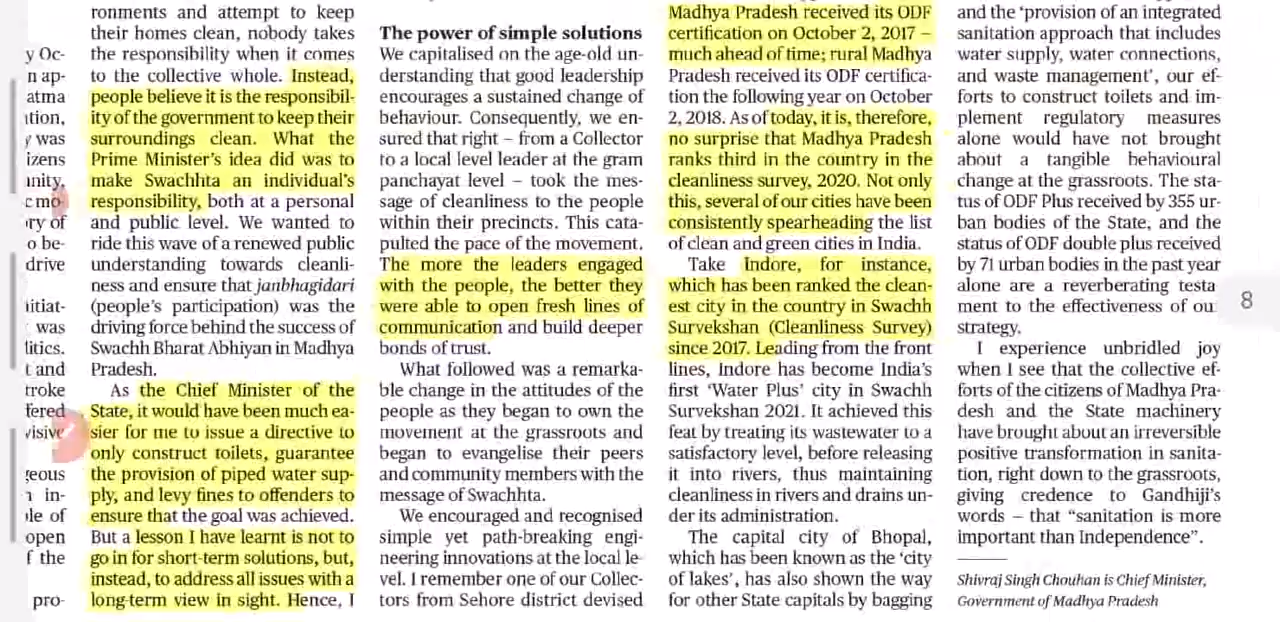 y Oc-
n ap-
atma
ition,
y was
izens
inity,
c mo
ory of
o be-
drive
itiat-
was
litics.
t and
troke
fered
visive
geous
n in-
le of
open
f the
pro-
ronments and attempt to keep
their homes clean, nobody takes
the responsibility when it comes
to the collective whole. Instead,
people believe it is the responsibil-
ity of the government to keep their
surroundings clean. What the
Prime Minister's idea did was to
make Swachhta an individual's
responsibility, both at a personal
and public level. We wanted to
ride this wave of a renewed public
understanding towards cleanli-
ness and ensure that janbhagidari
(people's participation) was the
driving force behind the success of
Swachh Bharat Abhiyan in Madhya
Pradesh.
As the Chief Minister of the
State, it would have been much ea-
sier for me to issue a directive to
only construct toilets, guarantee
the provision of piped water sup-
ply, and levy fines to offenders to
ensure that the goal was achieved.
But a lesson I have learnt is not to
go in for short-term solutions, but,
instead, to address all issues with a
long-term view in sight. Hence, I
The power of simple solutions
We capitalised on the age-old un-
derstanding that good leadership
encourages a sustained change of
behaviour. Consequently, we en-
sured that right – from a Collector
to a local level leader at the gram
panchayat level – took the mes-
sage of cleanliness to the people
within their precincts. This cata-
pulted the pace of the movement.
The more the leaders engaged
with the people, the better they
were able to open fresh lines of
communication and build deeper
bonds of trust.
What followed was a remarka-
ble change in the attitudes of the
people as they began to own the
movement at the grassroots and
began to evangelise their peers
and community members with the
message of Swachhta.
We encouraged and recognised
simple yet path-breaking engi-
neering innovations at the local le-
vel. I remember one of our Collec-
tors from Sehore district devised
Madhya Pradesh received its ODF
certification on October 2, 2017 –
much ahead of time; rural Madhya
Pradesh received its ODF certifica-
tion the following year on October
2, 2018. As of today, it is, therefore,
no surprise that Madhya Pradesh
ranks third in the country in the
cleanliness survey, 2020. Not only
this, several of our cities have been
consistently spearheading the list
of clean and green cities in India.
Take Indore, for instance,
which has been ranked the clean-
est city in the country in Swachh
Survekshan (Cleanliness Survey)
since 2017. Leading from the front
lines, Indore has become India's
first 'Water Plus' city in Swachh
Survekshan 2021. It achieved this
feat by treating its wastewater to a
satisfactory level, before releasing
it into rivers, thus maintaining
cleanliness in rivers and drains un-
der its administration.
The capital city of Bhopal,
which has been known as the 'city
of lakes', has also shown the way
for other State capitals by bagging
and the 'provision of an integrated
sanitation approach that includes
water supply, water connections,
and waste management', our ef-
forts to construct toilets and im-
plement regulatory measures
alone would have not brought
about a tangible behavioural
change at the grassroots. The sta-
tus of ODF Plus received by 355 ur-
ban bodies of the State, and the
status of ODF double plus received
by 71 urban bodies in the past year
alone are a reverberating testa
ment to the effectiveness of ou
strategy.
I experience unbridled joy
when I see that the collective ef-
forts of the citizens of Madhya Pra-
desh and the State machinery
have brought about an irreversible
positive transformation in sanita-
tion, right down to the grassroots,
giving credence to Gandhiji's
words – that "sanitation is more
important than Independence".
Shivraj Singh Chouhan is Chief Minister,
Government of Madhya Pradesh
8